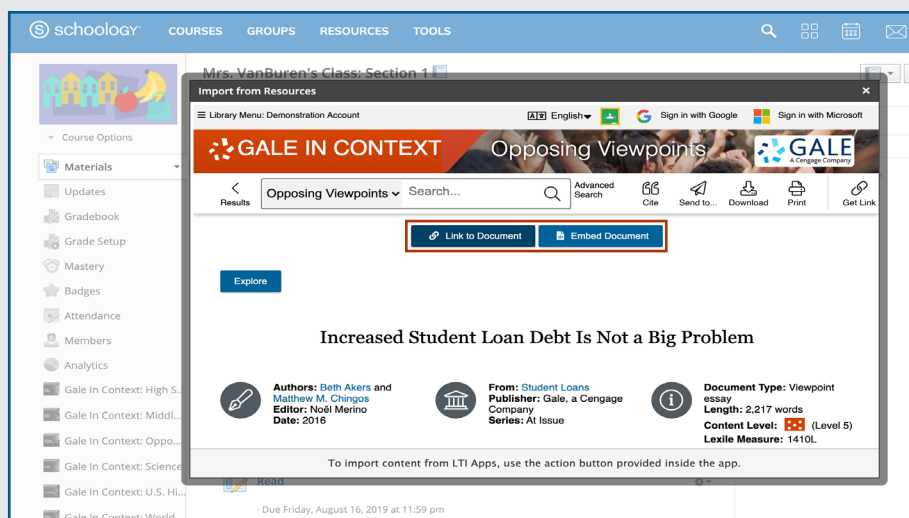 schoology
COURSES GROUPS RESOURCES TOOLS
Mrs. VanBuren's Class: Section 1
Course Options
Materials
Updates
Gradebook
Grade Setup
Mastery
Badges
Attendance
Members
Analytics
Gale In Context: High S...
Gale In Context: Middl...
Gale In Context: Oppo...
Gale In Context: Science
Gale In Context: U.S. Hi...
Gale In Context: World
Import from Resources ×
Library Menu: Demonstration Account English Sign in with Google Sign in with Microsoft
GALE IN CONTEXT Opposing Viewpoints GALE
A Cengage Company
Results Opposing Viewpoints Search... Advanced Search Cite Send to... Download Print Get Link
Link to Document Embed Document
Explore
Increased Student Loan Debt Is Not a Big Problem
Authors: Beth Akers and
Matthew M. Chingos
Editor: Noël Merino
Date: 2016
From: Student Loans
Publisher: Gale, a Cengage
Company
Series: At Issue
Document Type: Viewpoint
essay
Length: 2,217 words
Content Level: (Level 5)
Lexile Measure: 1410L
To import content from LTI Apps, use the action button provided inside the app.
Read
· Due Friday, August 16, 2019 at 11:59 pm